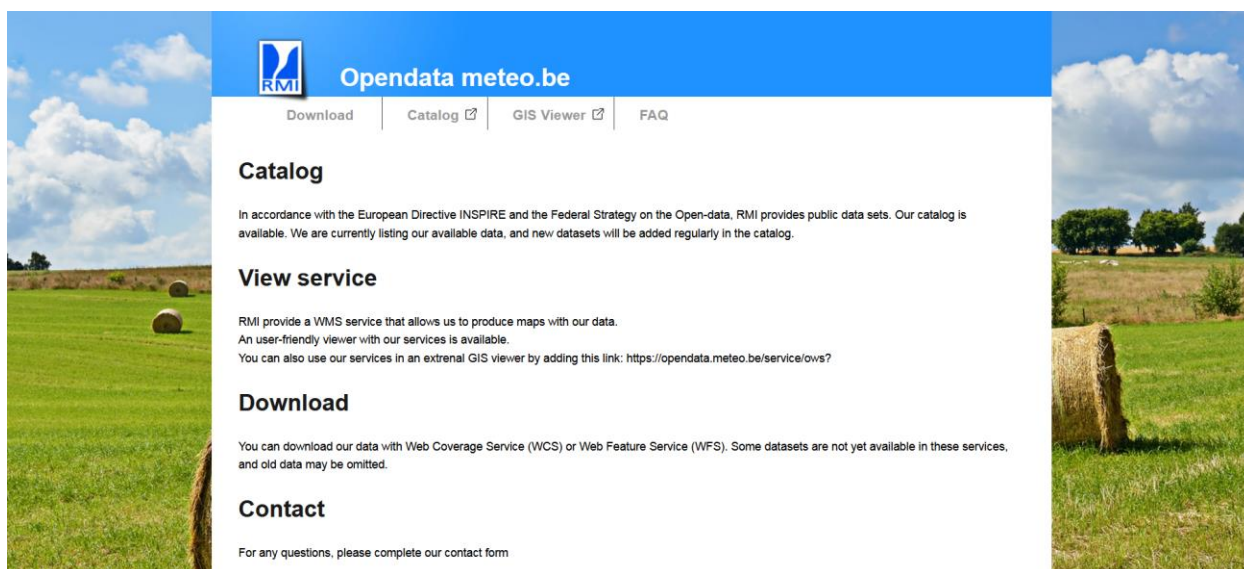 RMI
Opendata meteo.be
Download Catalog GIS Viewer FAQ
Catalog
In accordance with the European Directive INSPIRE and the Federal Strategy on the Open-data, RMI provides public data sets. Our catalog is
available. We are currently listing our available data, and new datasets will be added regularly in the catalog.
View service
RMI provide a WMS service that allows us to produce maps with our data.
An user-friendly viewer with our services is available.
You can also use our services in an extrenal GIS viewer by adding this link: https://opendata.meteo.be/service/ows?
Download
You can download our data with Web Coverage Service (WCS) or Web Feature Service (WFS). Some datasets are not yet available in these services,
and old data may be omitted.
Contact
For any questions, please complete our contact form